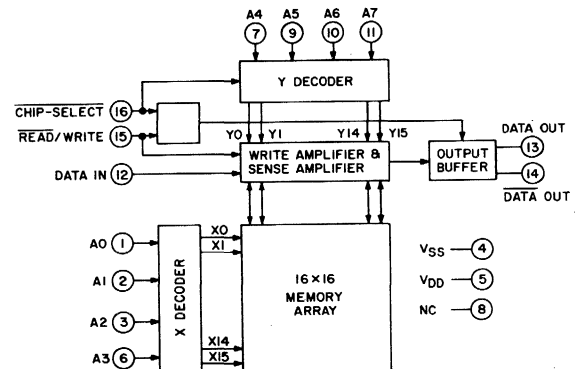 A4 A5 A6 A7
7 9 10 11
Y DECODER
CHIP-SELECT 16
READ/WRITE 15
Y0 Y1 Y14 Y15
DATA IN 12
WRITE AMPLIFIER &
SENSE AMPLIFIER
OUTPUT
BUFFER
DATA OUT
13
14
DATA OUT
A0 1
A1 2
A2 3
A3 6
X DECODER
X0
X1
X14
X15
16×16
MEMORY
ARRAY
VSS 4
VDD 5
NC 8